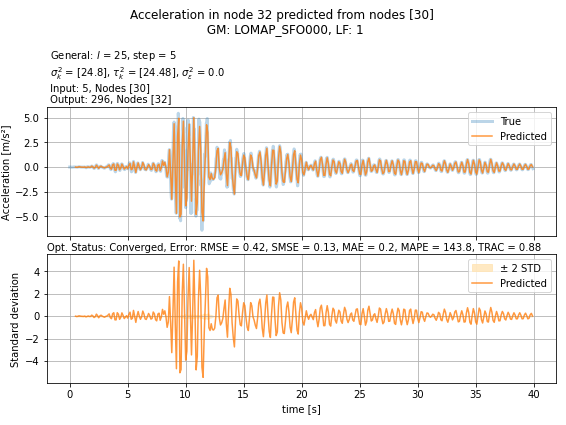 Acceleration in node 32 predicted from nodes [30]
GM: LOMAP_SFO000, LF: 1
General: l = 25, step = 5
σ²ₖ = [24.8], τ²ₖ = [24.48], σ²ₑ = 0.0
Input: 5, Nodes [30]
Output: 296, Nodes [32]
Acceleration [m/s²]
5.0
2.5
0.0
−2.5
−5.0
True
Predicted
Opt. Status: Converged, Error: RMSE = 0.42, SMSE = 0.13, MAE = 0.2, MAPE = 143.8, TRAC = 0.88
Standard deviation
4
2
0
−2
−4
± 2 STD
Predicted
0 5 10 15 20 25 30 35 40
time [s]